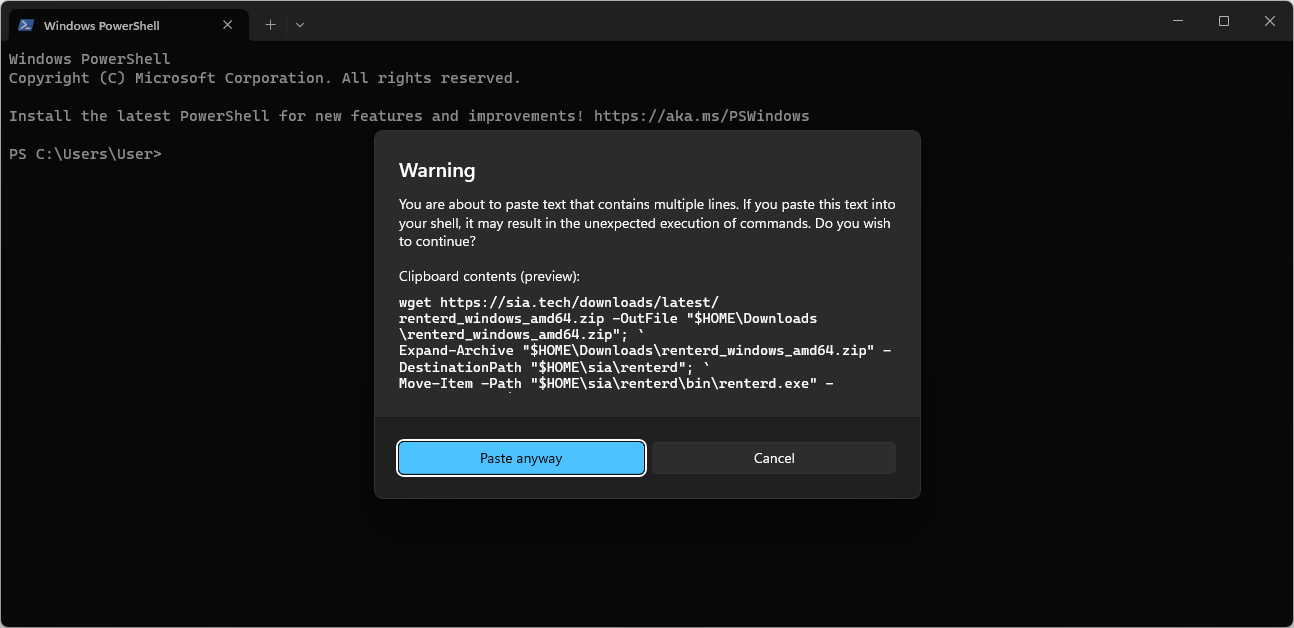 Windows PowerShell
Windows PowerShell
Copyright (C) Microsoft Corporation. All rights reserved.
Install the latest PowerShell for new features and improvements! https://aka.ms/PSWindows
PS C:\Users\User>
Warning
You are about to paste text that contains multiple lines. If you paste this text into
your shell, it may result in the unexpected execution of commands. Do you wish
to continue?
Clipboard contents (preview):
wget https://sia.tech/downloads/latest/
renterd_windows_amd64.zip -OutFile "$HOME\Downloads
\renterd_windows_amd64.zip"; `
Expand-Archive "$HOME\Downloads\renterd_windows_amd64.zip" -
DestinationPath "$HOME\sia\renterd"; `
Move-Item -Path "$HOME\sia\renterd\bin\renterd.exe" -
Paste anyway
Cancel